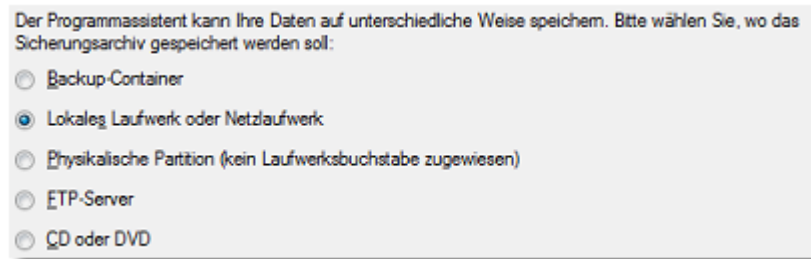 Der Programmassistent kann Ihre Daten auf unterschiedliche Weise speichern. Bitte wählen Sie, wo das
Sicherungsarchiv gespeichert werden soll:
Backup-Container
Lokales Laufwerk oder Netzlaufwerk
Physikalische Partition (kein Laufwerksbuchstabe zugewiesen)
FTP-Server
CD oder DVD